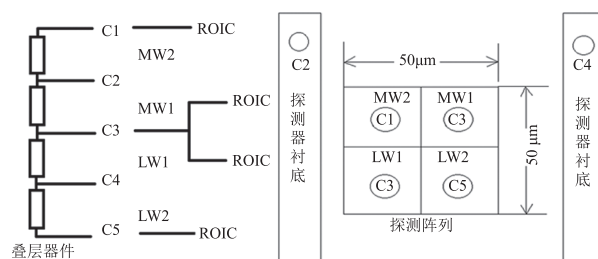 C1 ROIC
MW2
C2
MW1
ROIC
C3
ROIC
LW1
C4
LW2
C5 ROIC
叠层器件
C2
探测器衬底
50μm
MW2 MW1
C1 C3
LW1 LW2
C3 C5
50 μm
探测阵列
C4
探测器衬底